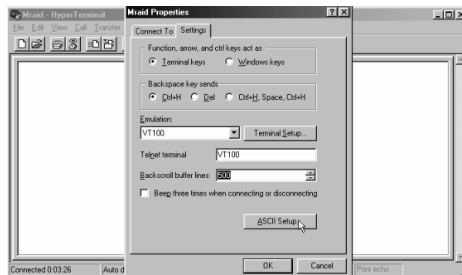 Mraid - HyperTerminal
File Edit View Call Transfer
Mraid Properties
Connect To
Settings
Function, arrow, and ctrl keys act as
Terminal keys
Windows keys
Backspace key sends
Ctrl+H
Del
Ctrl+H, Space, Ctrl+H
Emulation:
VT100
Terminal Setup...
Telnet terminal
VT100
Backscroll buffer lines:
500
Beep three times when connecting or disconnecting
ASCII Setup...
OK
Cancel
Connected 0:03:26
Auto d
Print echo